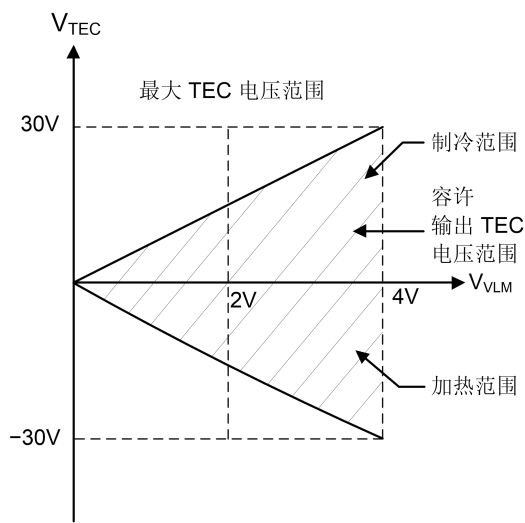 VTEC
最大 TEC 电压范围
30V
制冷范围
容许
输出 TEC
电压范围
2V
4V
VVLM
加热范围
−30V